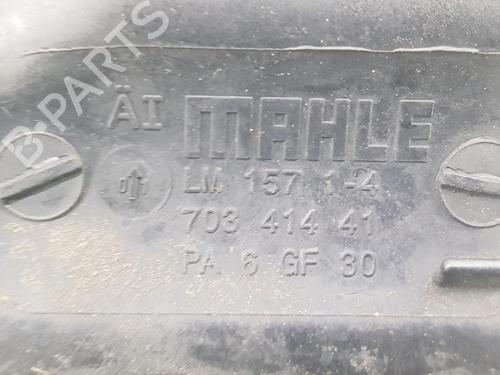 B-PARTS
ÄI MAHLE
LM 157 1-4
703 414 41
PA 6 GF 30